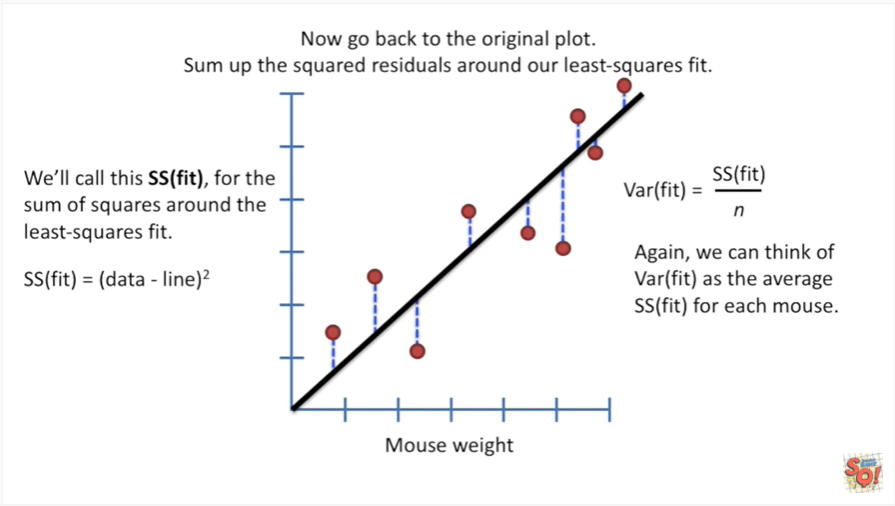 Now go back to the original plot.
Sum up the squared residuals around our least-squares fit.
We'll call this SS(fit), for the
sum of squares around the
least-squares fit.
SS(fit) = (data - line)²
Var(fit) = SS(fit)
n
Again, we can think of
Var(fit) as the average
SS(fit) for each mouse.
Mouse weight
SQ!